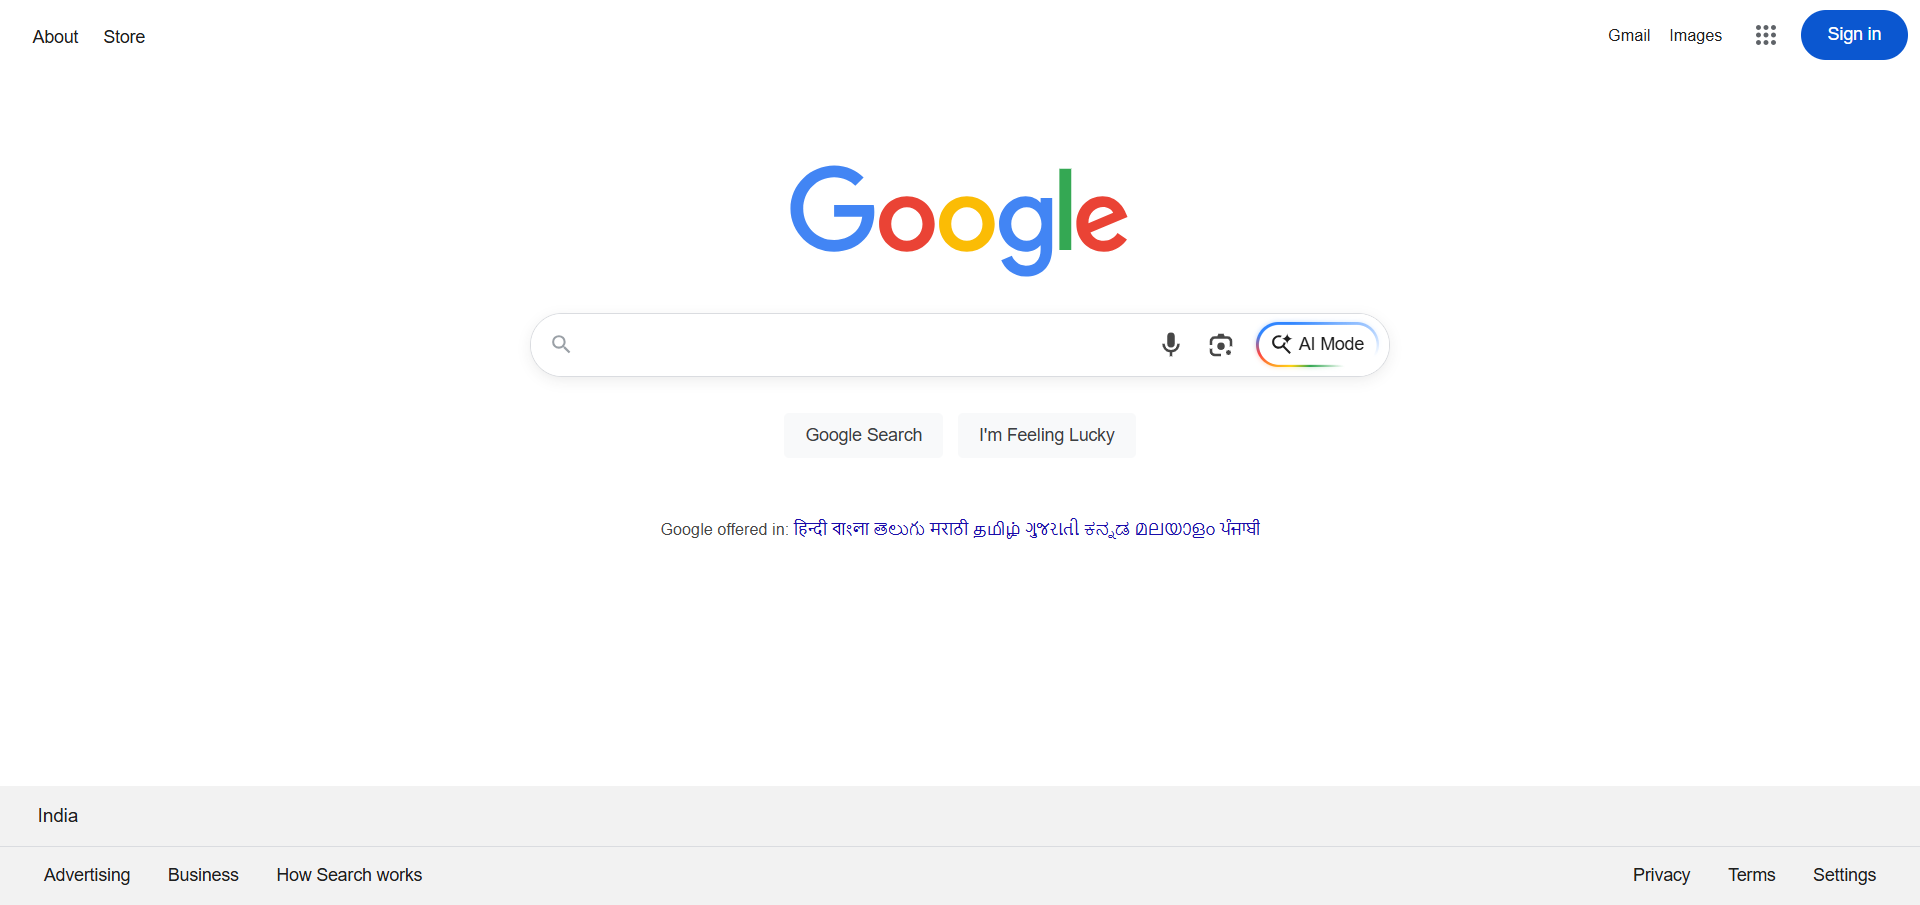 About Store Gmail Images Sign in
Google
AI Mode
Google Search I'm Feeling Lucky
Google offered in: हिन्दी বাংলা తెలుగు मराठी தமிழ் ગુજરાતી ಕನ್ನಡ മലയാളം ਪੰਜਾਬੀ
India
Advertising Business How Search works Privacy Terms Settings